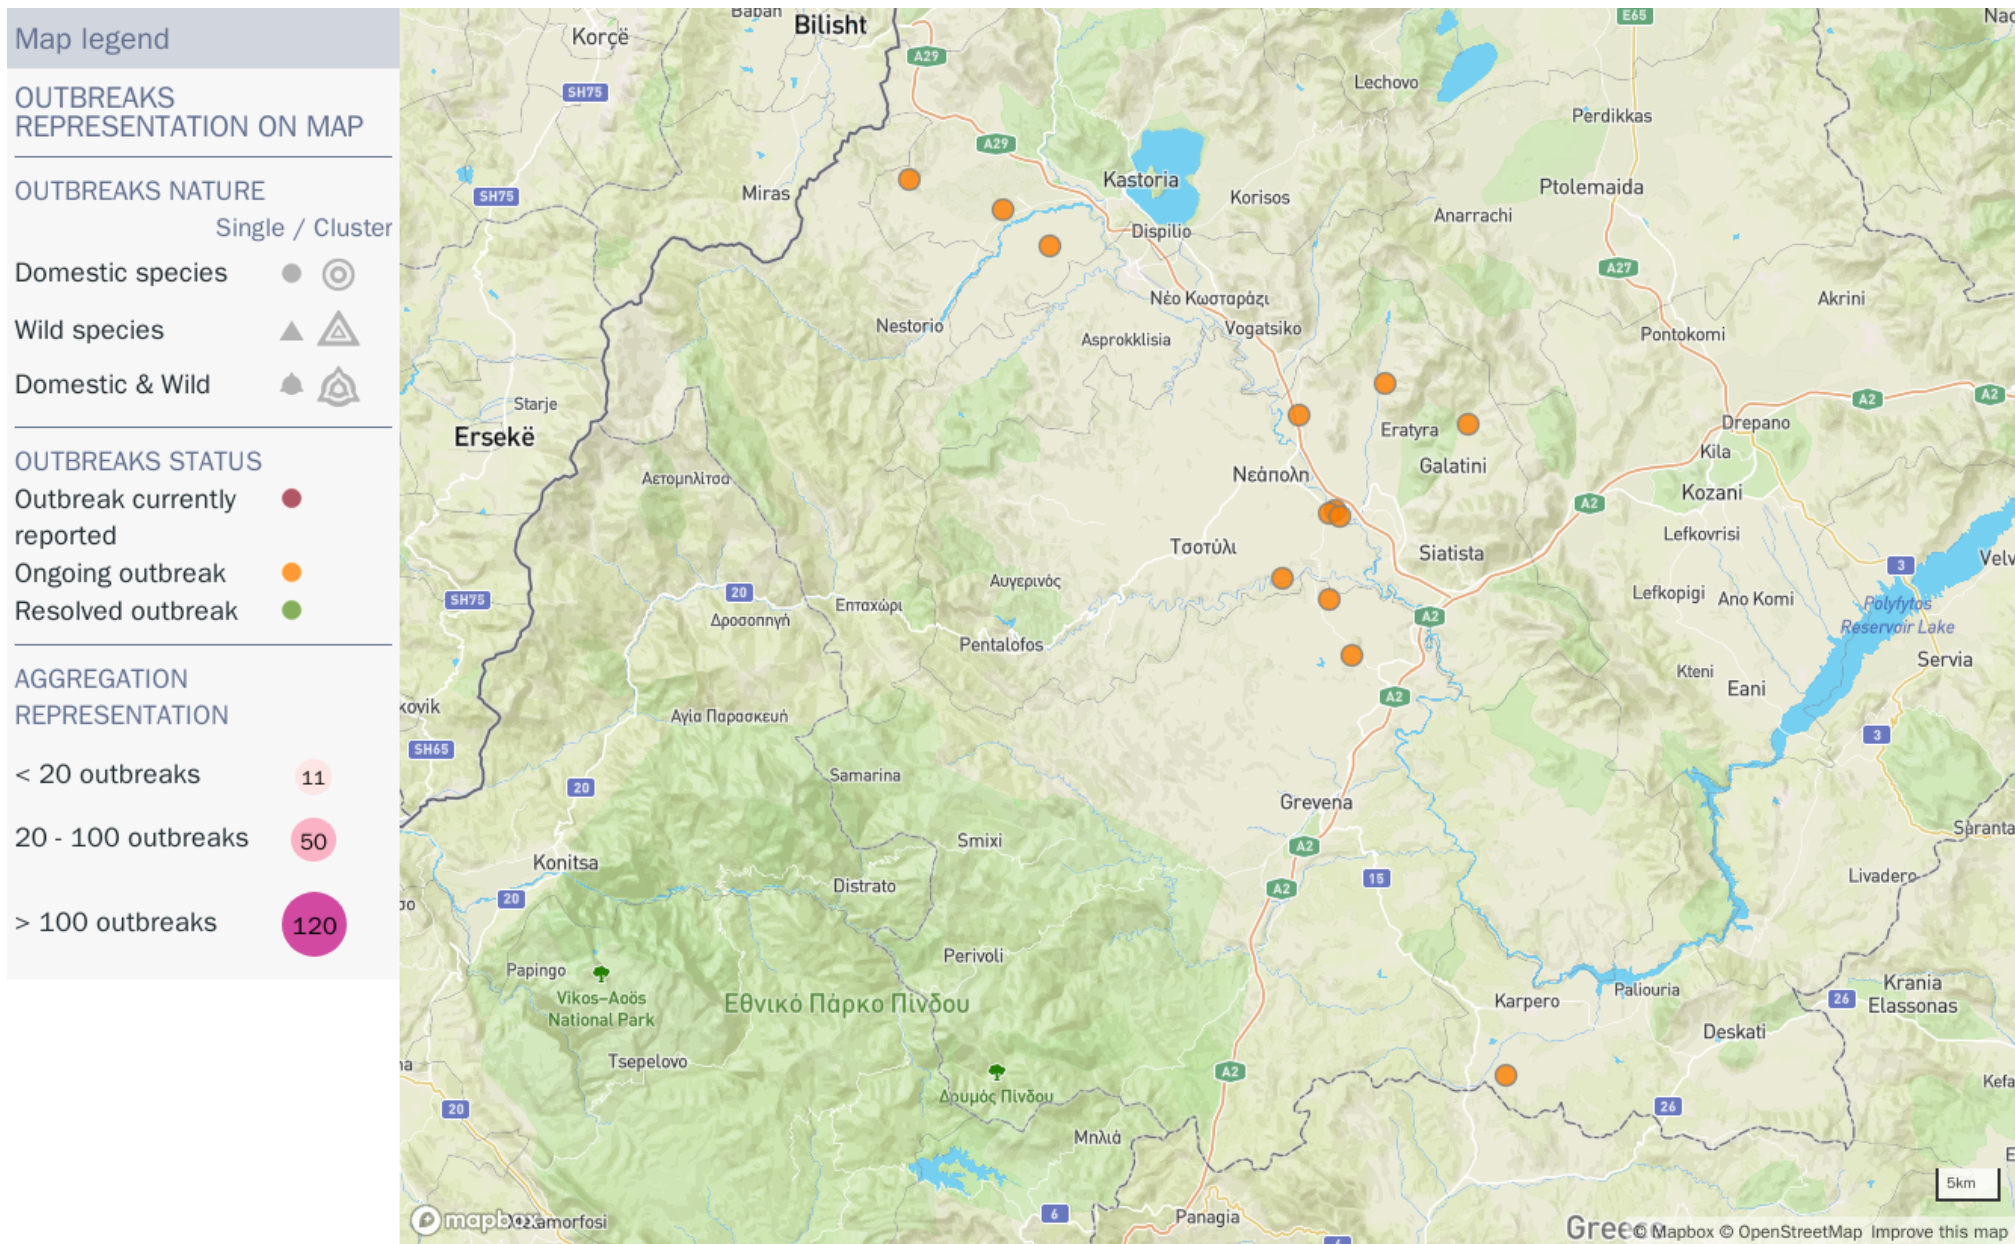 Map legend
OUTBREAKS
REPRESENTATION ON MAP
OUTBREAKS NATURE
Single / Cluster
Domestic species
Wild species
Domestic & Wild
OUTBREAKS STATUS
Outbreak currently
reported
Ongoing outbreak
Resolved outbreak
AGGREGATION
REPRESENTATION
< 20 outbreaks 11
20 - 100 outbreaks 50
> 100 outbreaks 120
Bilisht
E65
Korçë
A29
Lechovo
SH75
Perdikkas
A29
Kastoria
Ptolemaida
Miras
SH75
Korisos
Anarrachi
Dispilio
A27
Νέο Κωσταράζι
Akrini
Nestorio
Vogatsiko
Asprokklisia
Pontokomi
A2
A2
Starje
Ersekë
Eratyra
Drepano
Kila
Galatini
Νεάπολη
Αετομηλίτσα
Kozani
A2
Lefkovrisi
Τσοτύλι
Siatista
3
Αυγερινός
20
SH75
Lefkopigi
Ano Komi
Επταχώρι
Polyfytos
Reservoir Lake
Δροσοπηγή
A2
Pentalofos
Servia
Kteni
Eani
A2
Αγία Παρασκευή
SH65
3
Samarina
20
Grevena
Smixi
A2
Konitsa
Distrato
15
A2
Livadero
20
Perivoli
Papingo
Vikos–Aoös
National Park
Εθνικό Πάρκο Πίνδου
Karpero
Paliouria
26
Krania
Elassonas
Deskati
Tsepelovo
A2
Δρυμός Πίνδου
20
26
Μηλιά
5km
6
Panagia
mapbox
Greece
© Mapbox © OpenStreetMap Improve this map